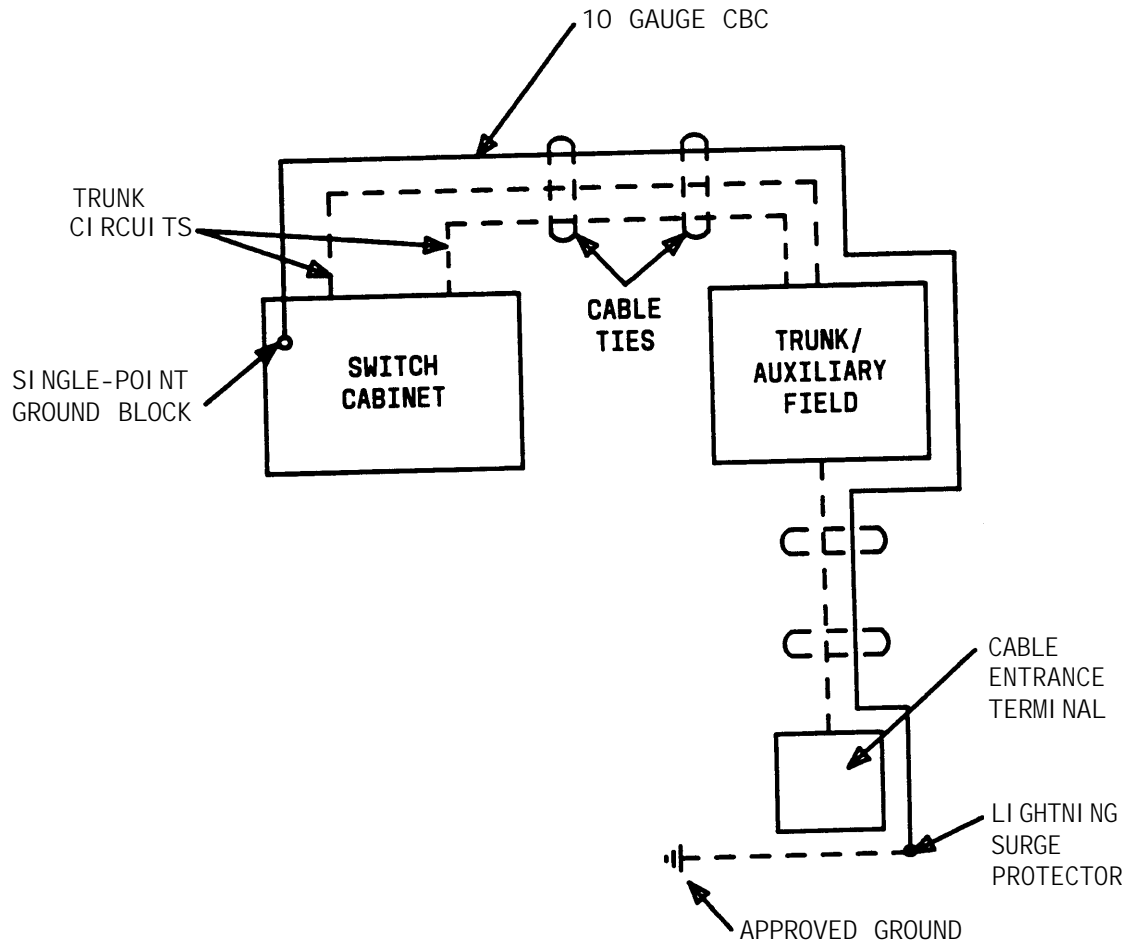 10 GAUGE CBC
TRUNK
CIRCUITS
CABLE
TIES
SWITCH
CABINET
TRUNK/
AUXILIARY
FIELD
SINGLE-POINT
GROUND BLOCK
CABLE
ENTRANCE
TERMINAL
LIGHTNING
SURGE
PROTECTOR
APPROVED GROUND